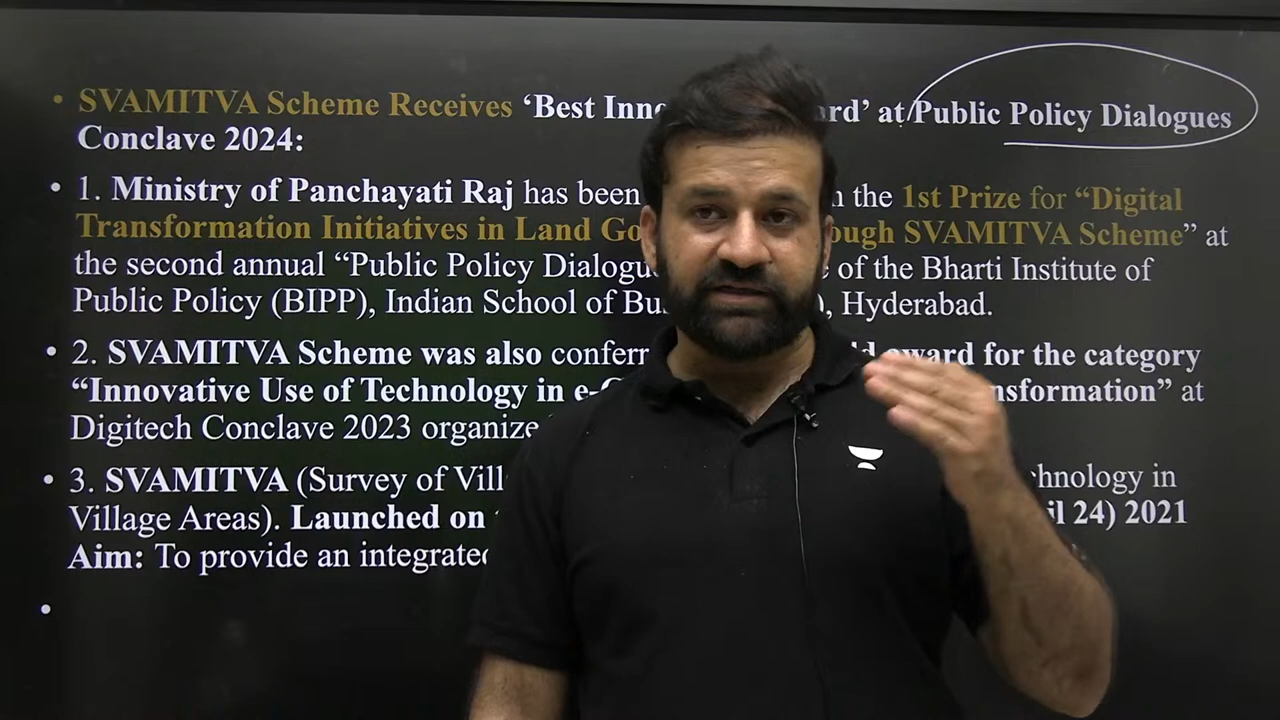 • SVAMITVA Scheme Receives ‘Best Inno ard’ at Public Policy Dialogues
Conclave 2024:
• 1. Ministry of Panchayati Raj has been the 1st Prize for “Digital
Transformation Initiatives in Land Go ough SVAMITVA Scheme” at
the second annual “Public Policy Dialogu of the Bharti Institute of
Public Policy (BIPP), Indian School of Bus , Hyderabad.
• 2. SVAMITVA Scheme was also conferr d award for the category
“Innovative Use of Technology in e- nsformation” at
Digitech Conclave 2023 organize
• 3. SVAMITVA (Survey of Vill chnology in
Village Areas). Launched on il 24) 2021
Aim: To provide an integrated
•